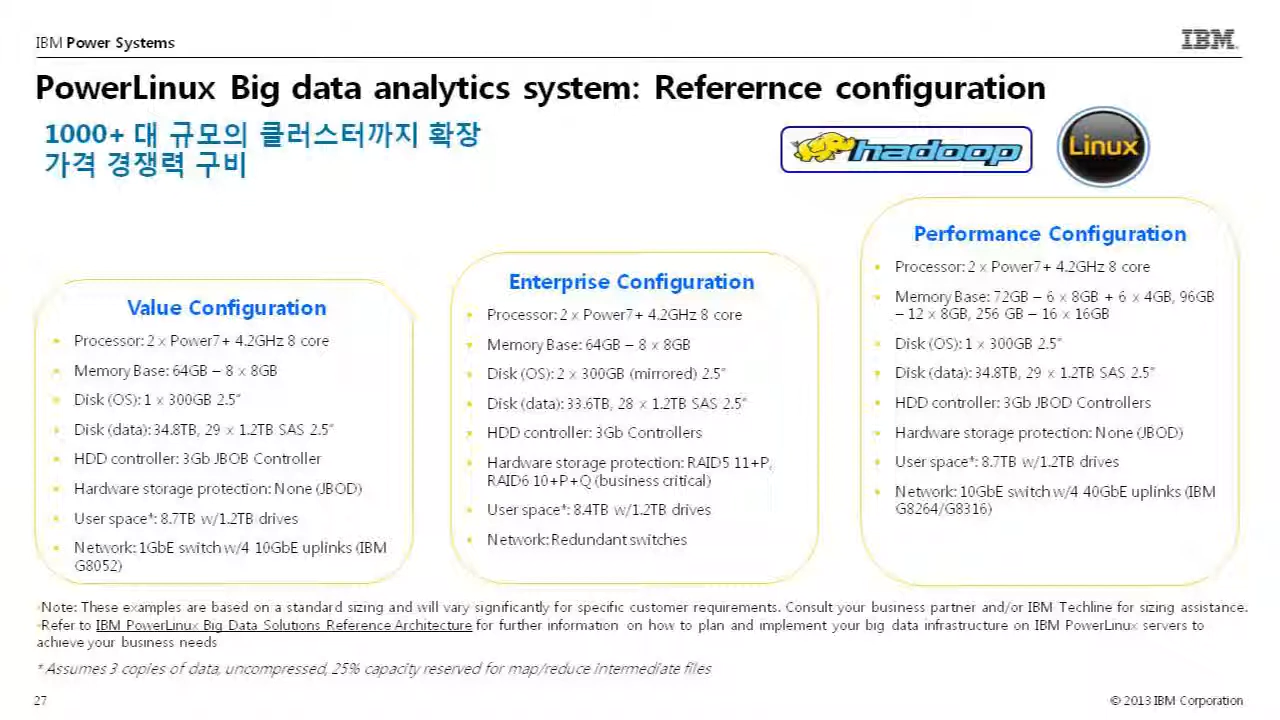 IBM Power Systems
IBM
PowerLinux Big data analytics system: Referernce configuration
1000+ 대 규모의 클러스터까지 확장
가격 경쟁력 구비
hadoop
Linux
Value Configuration
Processor: 2 x Power7+ 4.2GHz 8 core
Memory Base: 64GB – 8 x 8GB
Disk (OS): 1 x 300GB 2.5"
Disk (data): 34.8TB, 29 x 1.2TB SAS 2.5"
HDD controller: 3Gb JBOB Controller
Hardware storage protection: None (JBOD)
User space*: 8.7TB w/1.2TB drives
Network: 1GbE switch w/4 10GbE uplinks (IBM
G8052)
Enterprise Configuration
Processor: 2 x Power7+ 4.2GHz 8 core
Memory Base: 64GB – 8 x 8GB
Disk (OS): 2 x 300GB (mirrored) 2.5"
Disk (data): 33.6TB, 28 x 1.2TB SAS 2.5"
HDD controller: 3Gb Controllers
Hardware storage protection: RAID5 11+P,
RAID6 10+P+Q (business critical)
User space*: 8.4TB w/1.2TB drives
Network: Redundant switches
Performance Configuration
Processor: 2 x Power7+ 4.2GHz 8 core
Memory Base: 72GB – 6 x 8GB + 6 x 4GB, 96GB
– 12 x 8GB, 256 GB – 16 x 16GB
Disk (OS): 1 x 300GB 2.5"
Disk (data): 34.8TB, 29 x 1.2TB SAS 2.5"
HDD controller: 3Gb JBOD Controllers
Hardware storage protection: None (JBOD)
User space*: 8.7TB w/1.2TB drives
Network: 10GbE switch w/4 40GbE uplinks (IBM
G8264/G8316)
Note: These examples are based on a standard sizing and will vary significantly for specific customer requirements. Consult your business partner and/or IBM Techline for sizing assistance.
Refer to IBM PowerLinux Big Data Solutions Reference Architecture for further information on how to plan and implement your big data infrastructure on IBM PowerLinux servers to
achieve your business needs
* Assumes 3 copies of data, uncompressed, 25% capacity reserved for map/reduce intermediate files
27
© 2013 IBM Corporation